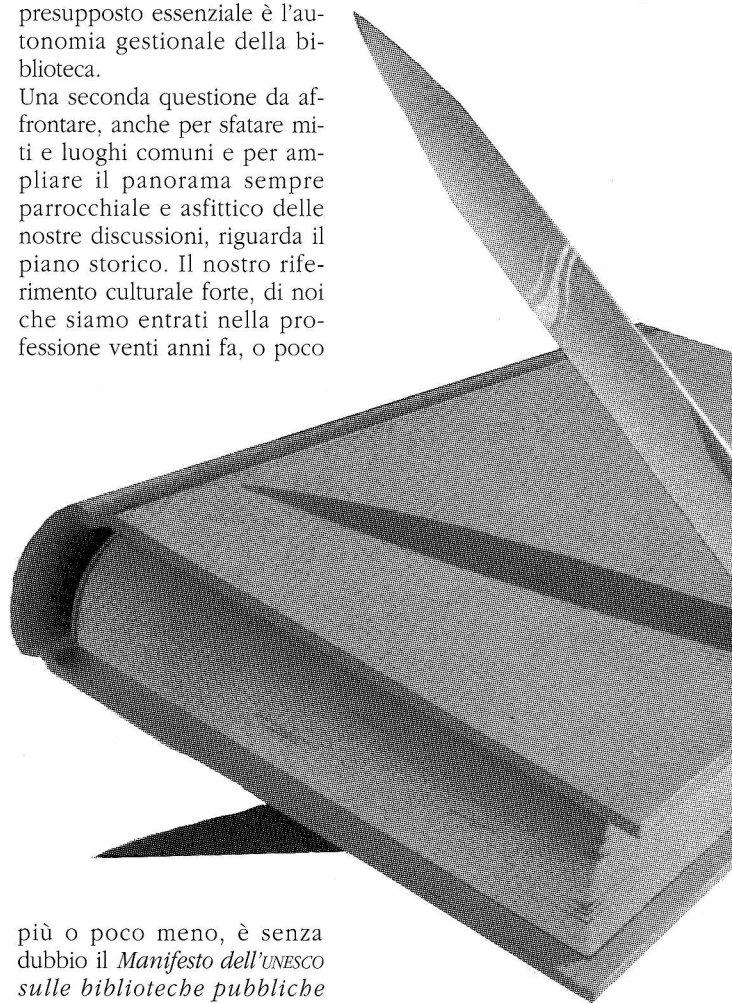 presupposto essenziale è l'au-
tonomia gestionale della bi-
blioteca.
Una seconda questione da af-
frontare, anche per sfatare mi-
ti e luoghi comuni e per am-
pliare il panorama sempre
parrocchiale e asfittico delle
nostre discussioni, riguarda il
piano storico. Il nostro rife-
rimento culturale forte, di noi
che siamo entrati nella pro-
fessione venti anni fa, o poco
più o poco meno, è senza
dubbio il Manifesto dell'UNESCO
sulle biblioteche pubbliche